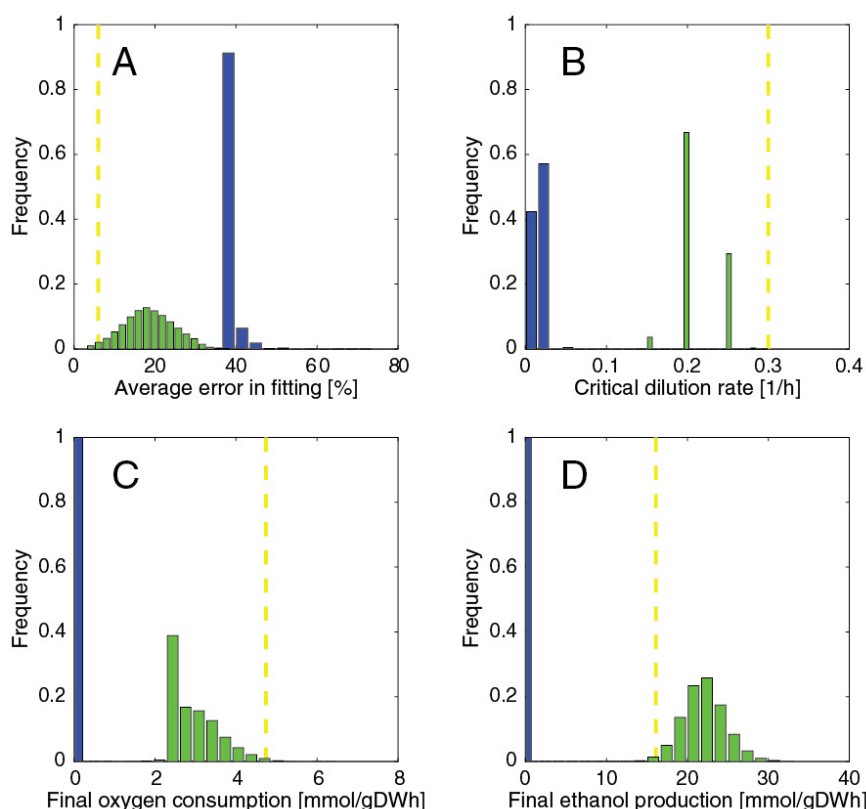 A
1
0.8
0.6
0.4
0.2
0
Frequency
0 20 40 60 80
Average error in fitting [%]
B
1
0.8
0.6
0.4
0.2
0
Frequency
0 0.1 0.2 0.3 0.4
Critical dilution rate [1/h]
C
1
0.8
0.6
0.4
0.2
0
Frequency
0 2 4 6 8
Final oxygen consumption [mmol/gDWh]
D
1
0.8
0.6
0.4
0.2
0
Frequency
0 10 20 30 40
Final ethanol production [mmol/gDWh]